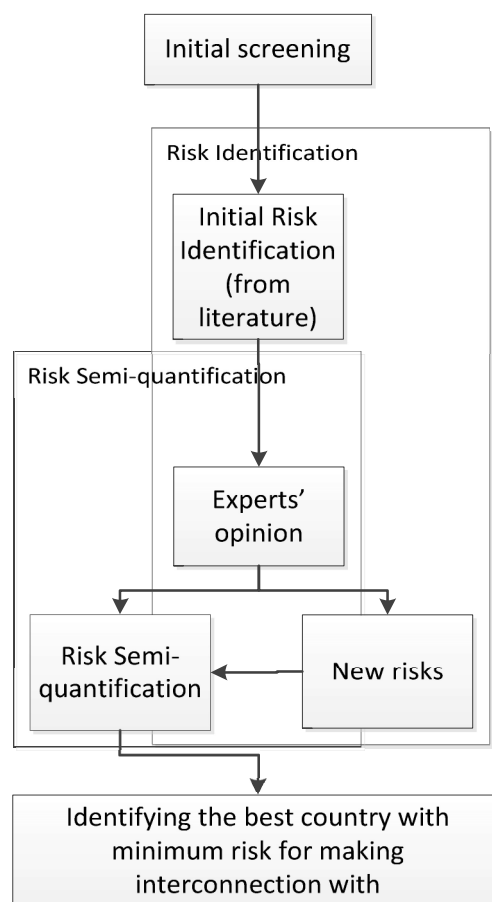 Initial screening
Risk Identification
Initial Risk
Identification
(from
literature)
Risk Semi-quantification
Experts’
opinion
Risk Semi-
quantification
New risks
Identifying the best country with
minimum risk for making
interconnection with